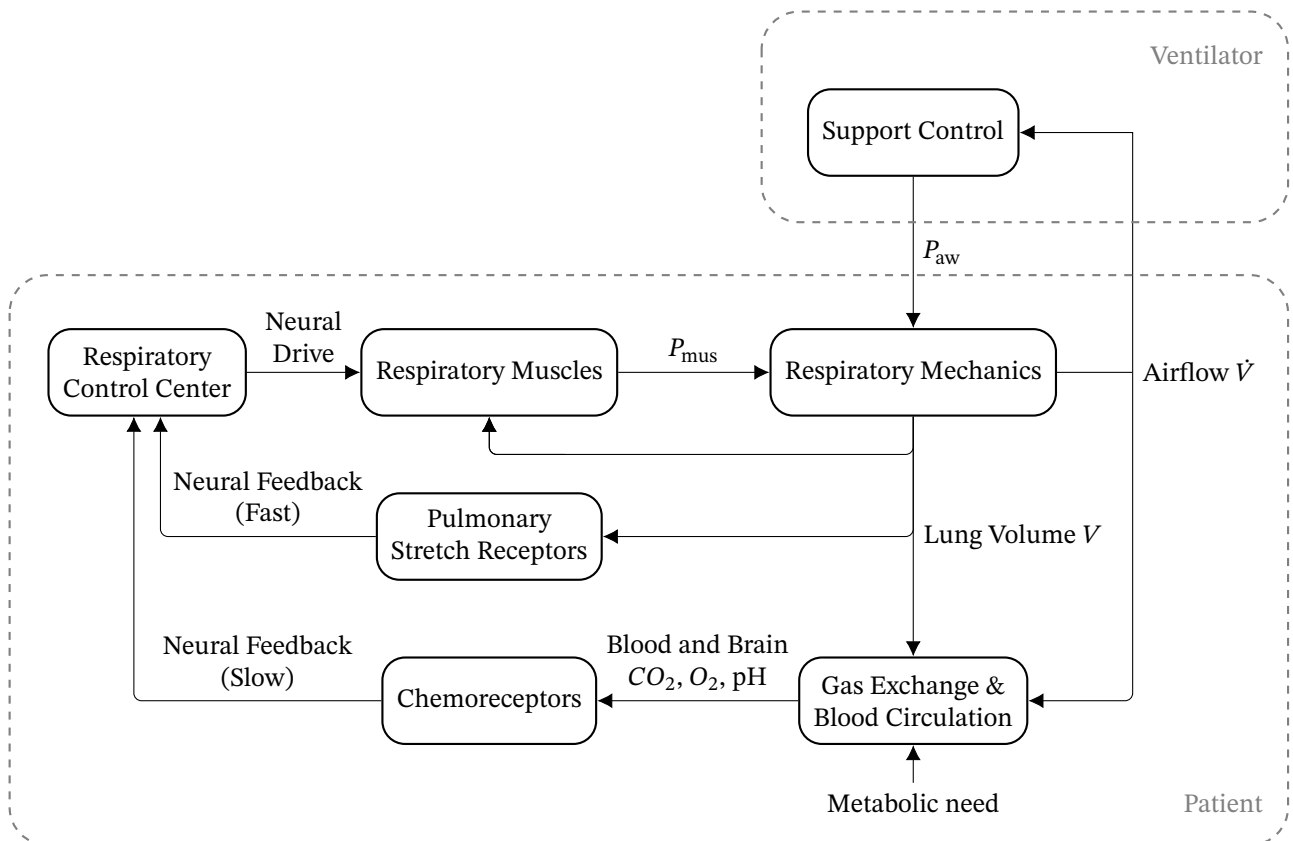 Ventilator
Support Control
P_aw
Neural
Drive
Respiratory
Control Center
Respiratory Muscles
P_mus
Respiratory Mechanics
Airflow V̇
Neural Feedback
(Fast)
Pulmonary
Stretch Receptors
Lung Volume V
Neural Feedback
(Slow)
Chemoreceptors
Blood and Brain
CO₂, O₂, pH
Gas Exchange &
Blood Circulation
Metabolic need
Patient